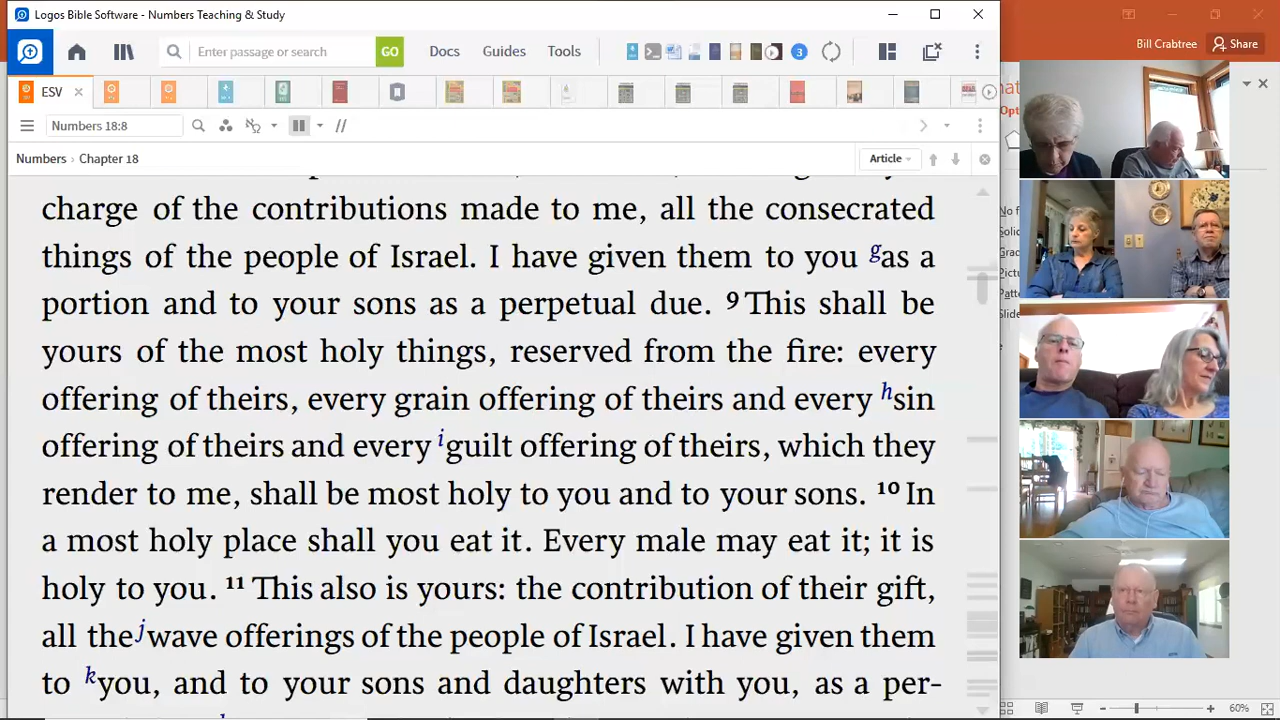 Logos Bible Software - Numbers Teaching & Study
Enter passage or search
GO
Docs
Guides
Tools
3
Bill Crabtree
Share
ESV
Numbers 18:8
Numbers › Chapter 18
Article
charge of the contributions made to me, all the consecrated
things of the people of Israel. I have given them to you gas a
portion and to your sons as a perpetual due. 9 This shall be
yours of the most holy things, reserved from the fire: every
offering of theirs, every grain offering of theirs and every hsin
offering of theirs and every iguilt offering of theirs, which they
render to me, shall be most holy to you and to your sons. 10 In
a most holy place shall you eat it. Every male may eat it; it is
holy to you. 11 This also is yours: the contribution of their gift,
all the jwave offerings of the people of Israel. I have given them
to kyou, and to your sons and daughters with you, as a per-
No f
Solid
Grad
Pictu
Patte
Slide
60%